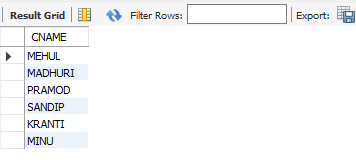 Result Grid Filter Rows: Export:
CNAME
MEHUL
MADHURI
PRAMOD
SANDIP
KRANTI
MINU